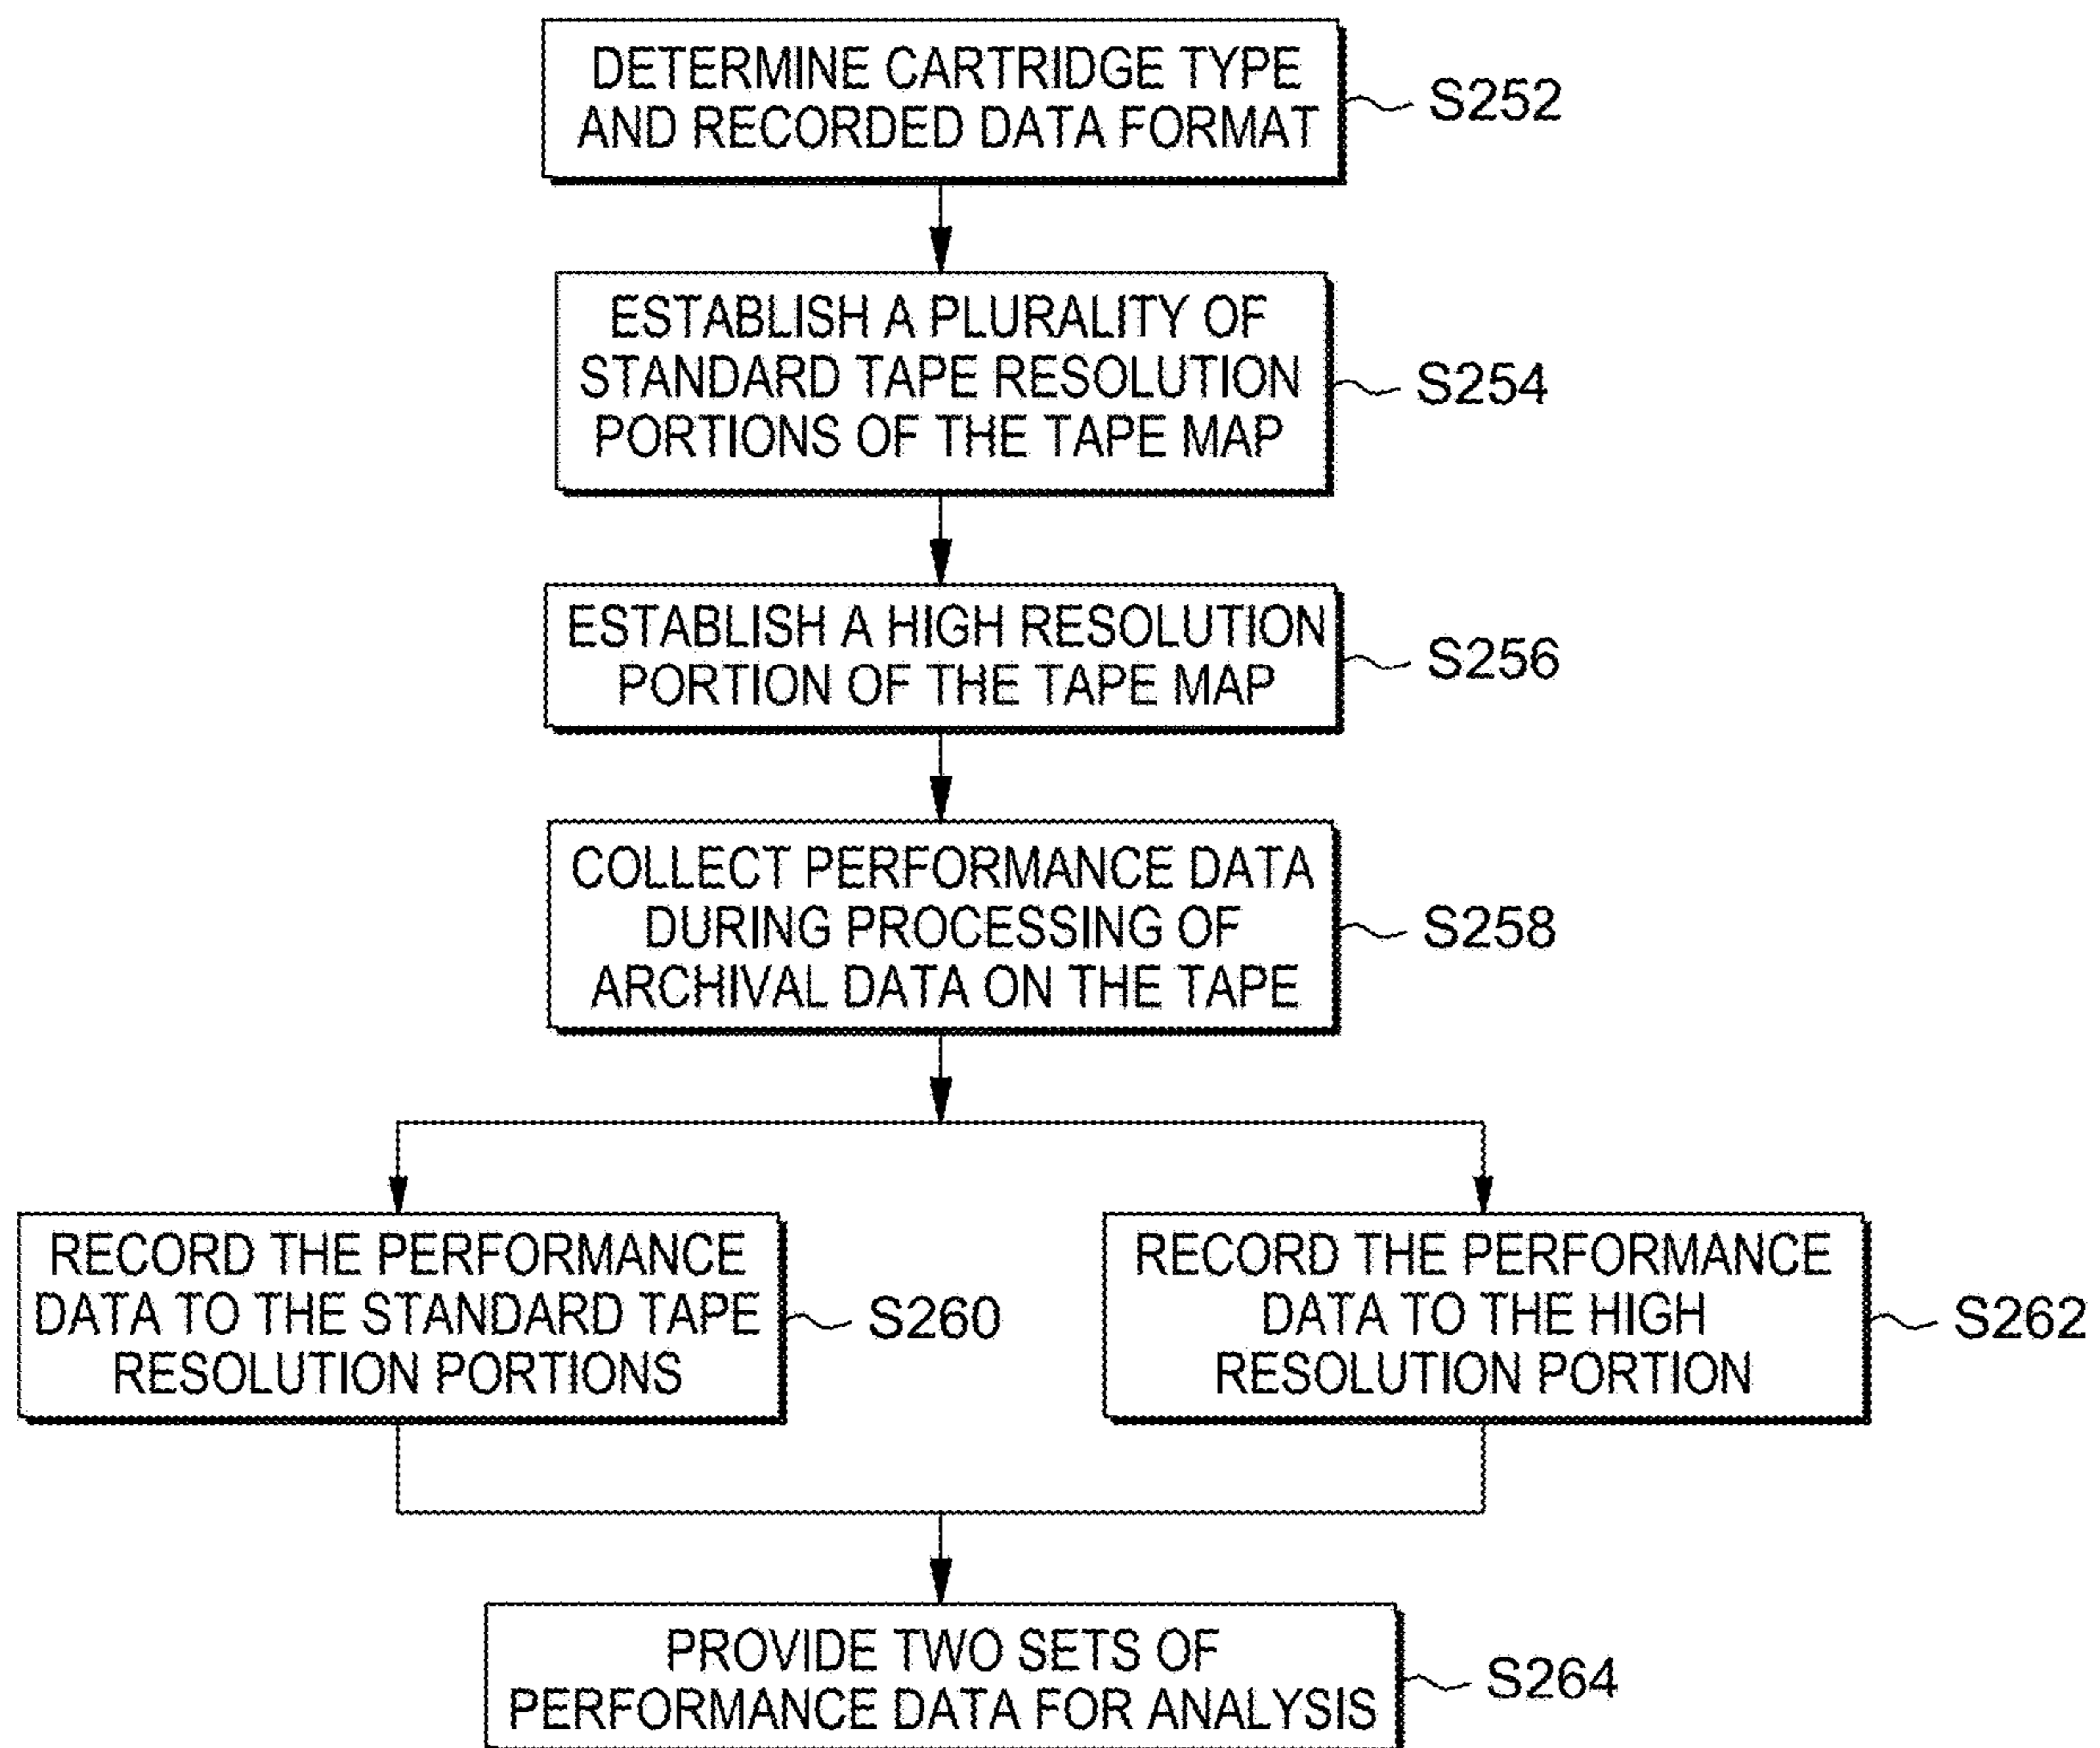 DETERMINE CARTRIDGE TYPE
AND RECORDED DATA FORMAT
S252
ESTABLISH A PLURALITY OF
STANDARD TAPE RESOLUTION
PORTIONS OF THE TAPE MAP
S254
ESTABLISH A HIGH RESOLUTION
PORTION OF THE TAPE MAP
S256
COLLECT PERFORMANCE DATA
DURING PROCESSING OF
ARCHIVAL DATA ON THE TAPE
S258
RECORD THE PERFORMANCE
DATA TO THE STANDARD TAPE
RESOLUTION PORTIONS
S260
RECORD THE PERFORMANCE
DATA TO THE HIGH
RESOLUTION PORTION
S262
PROVIDE TWO SETS OF
PERFORMANCE DATA FOR ANALYSIS
S264